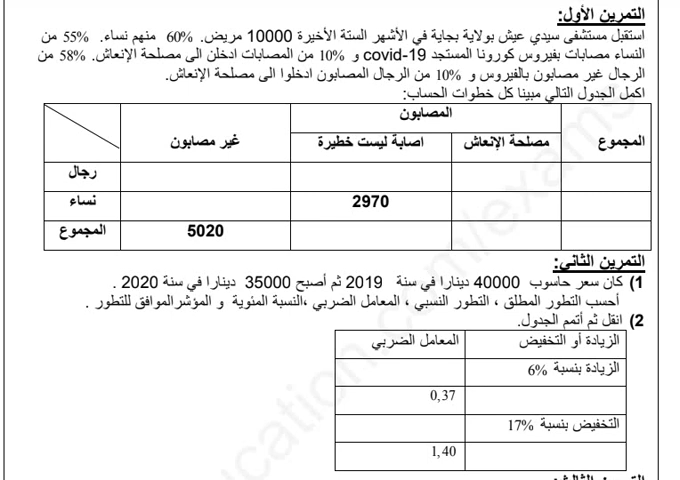 التمرين الأول:
استقبل مستشفى سيدي عيش بولاية بجاية في الأشهر الستة الأخيرة 10000 مريض. 60% منهم نساء. 55% من
النساء مصابات بفيروس كورونا المستجد covid-19 و 10% من المصابات ادخلن الى مصلحة الإنعاش. 58% من
الرجال غير مصابون بالفيروس و 10% من الرجال المصابون ادخلوا الى مصلحة الإنعاش.
اكمل الجدول التالي مبينا كل خطوات الحساب:
المصابون
غير مصابون
اصابة ليست خطيرة
مصلحة الإنعاش
المجموع
رجال
نساء
2970
المجموع
5020
التمرين الثاني:
1) كان سعر حاسوب 40000 دينارا في سنة 2019 ثم أصبح 35000 دينارا في سنة 2020 .
أحسب التطور المطلق ، التطور النسبي ، المعامل الضربي ،النسبة المئوية و المؤشرالموافق للتطور .
2) انقل ثم أتمم الجدول.
الزيادة أو التخفيض
المعامل الضربي
الزيادة بنسبة 6%
0,37
التخفيض بنسبة 17%
1,40